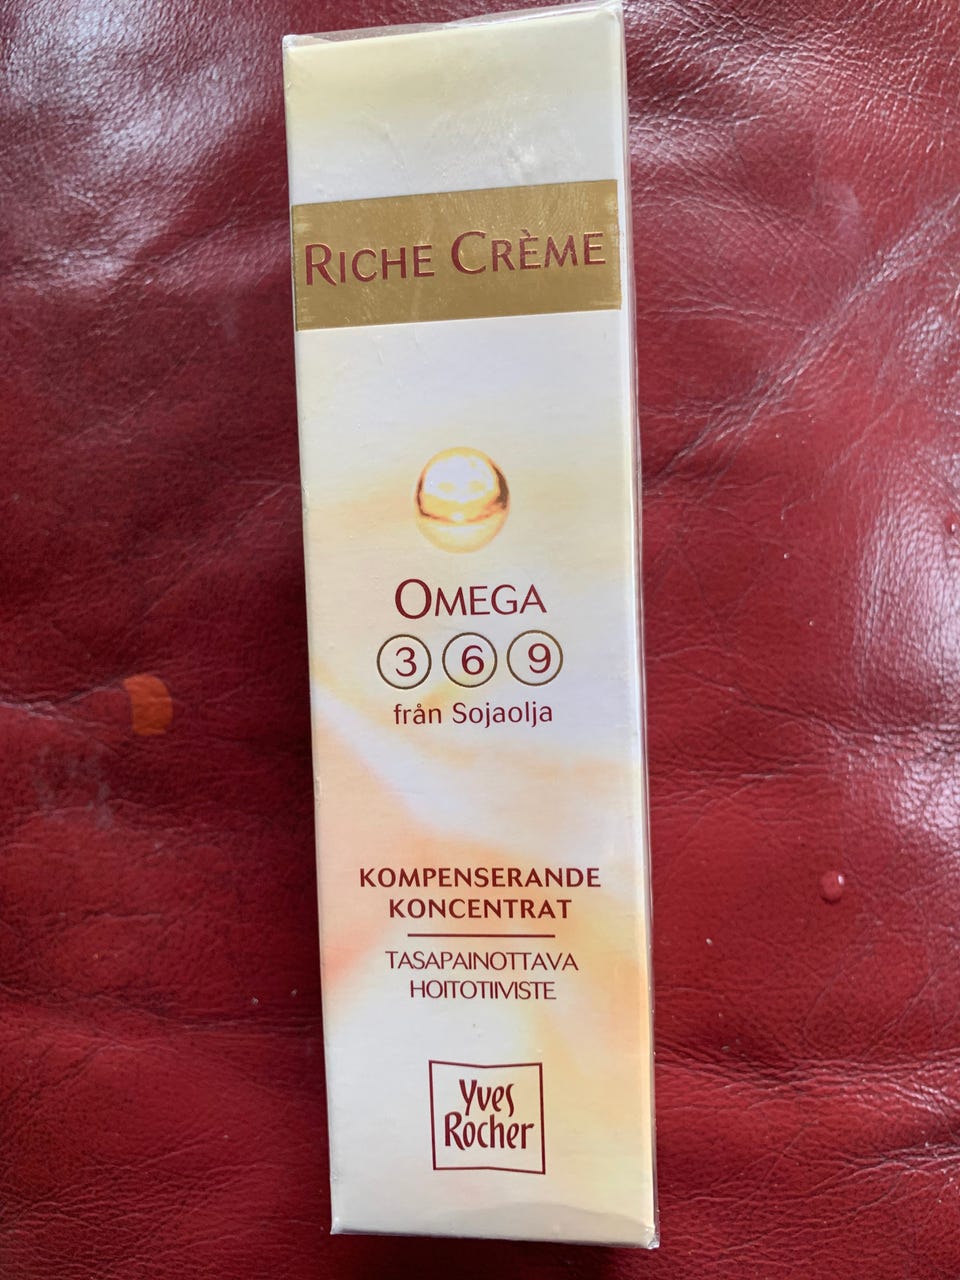 RICHE CRÈME
OMEGA
3 6 9
från Sojaolja
KOMPENSERANDE
KONCENTRAT
TASAPAINOTTAVA
HOITOTIIVISTE
Yves
Rocher